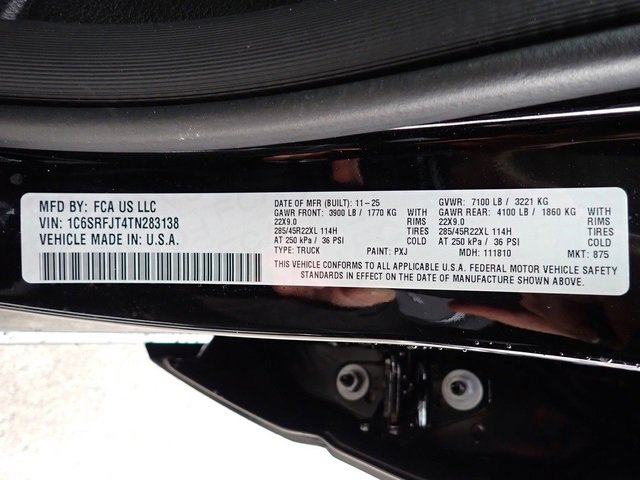 MFD BY: FCA US LLC
VIN: 1C6SRFJT4TN283138
VEHICLE MADE IN: U.S.A.
DATE OF MFR (BUILT): 11-25 GVWR: 7100 LB / 3221 KG
GAWR FRONT: 3900 LB / 1770 KG WITH GAWR REAR: 4100 LB / 1860 KG WITH
22X9.0 RIMS 22X9.0 RIMS
285/45R22XL 114H TIRES 285/45R22XL 114H TIRES
AT 250 kPa / 36 PSI COLD AT 250 kPa / 36 PSI COLD
TYPE: TRUCK PAINT: PXJ MDH: 111810 MKT: 875
THIS VEHICLE CONFORMS TO ALL APPLICABLE U.S.A. FEDERAL MOTOR VEHICLE SAFETY
STANDARDS IN EFFECT ON THE DATE OF MANUFACTURE SHOWN ABOVE.